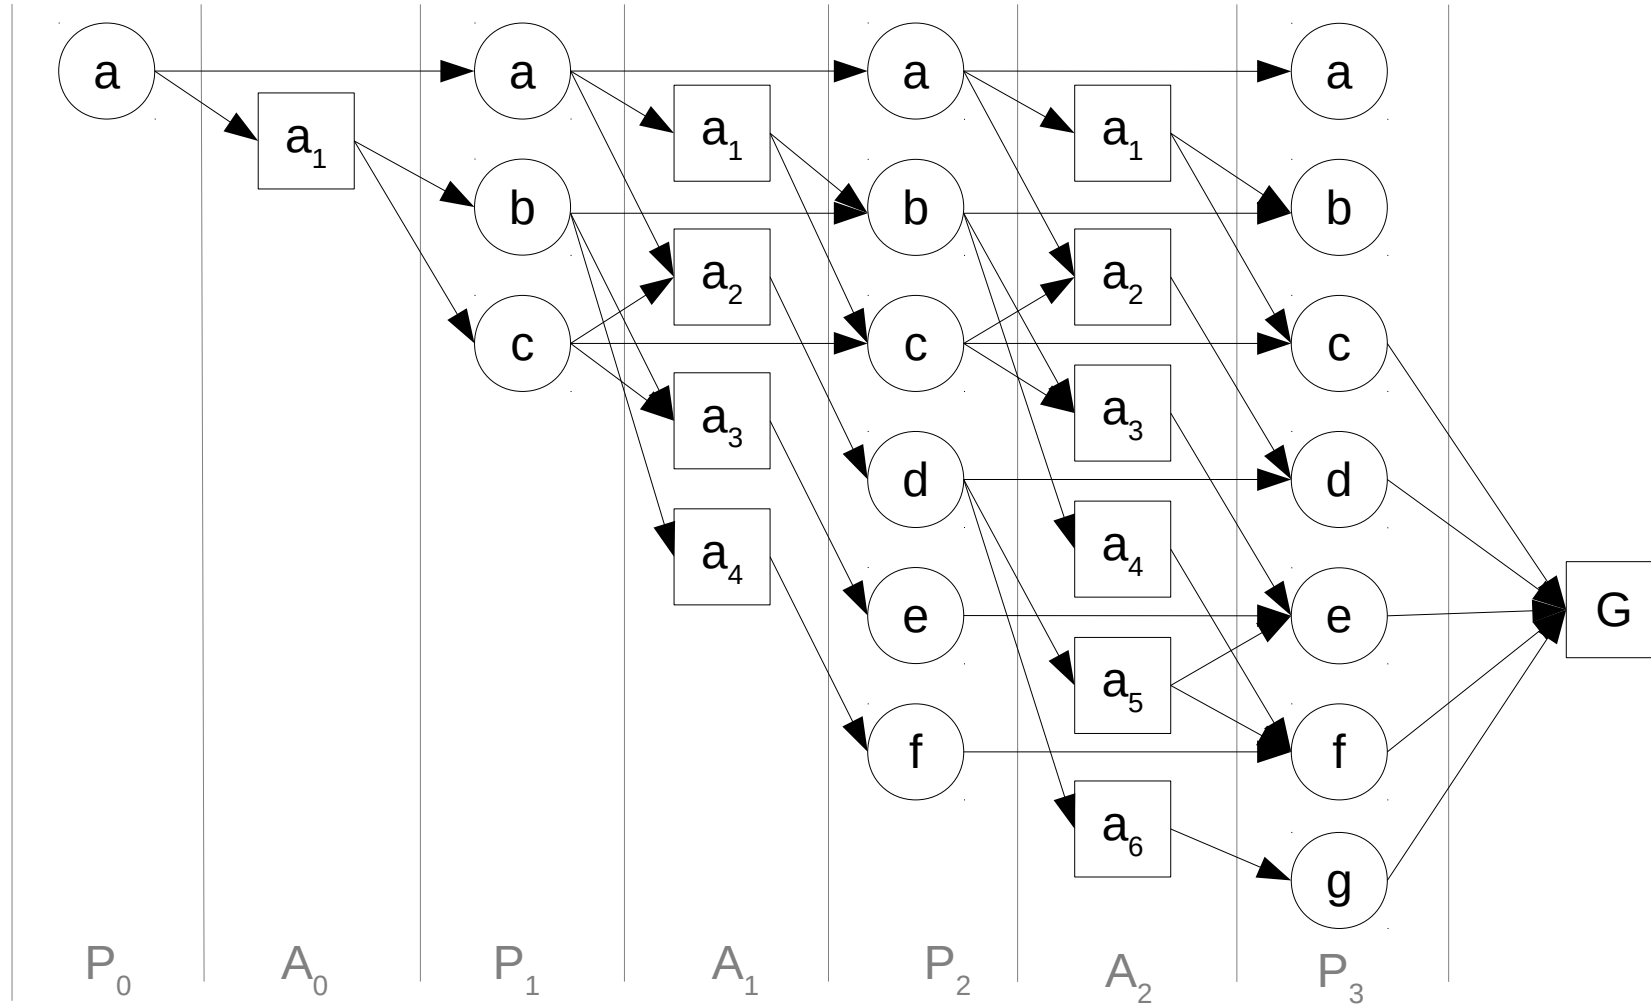 a a a a
a₁ a₁ a₁
b b b
a₂ a₂
c c c
a₃ a₃
d d
a₄ a₄
e e G
a₅
f f
a₆
g
P₀ A₀ P₁ A₁ P₂ A₂ P₃